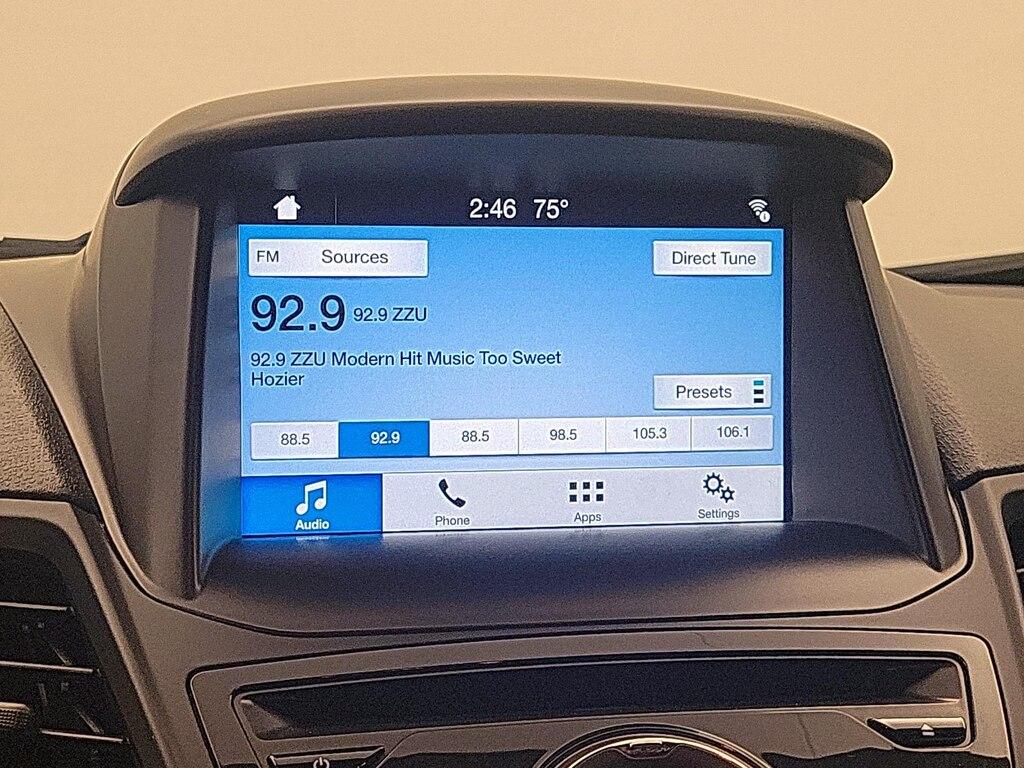 2:46 75°
FM Sources
Direct Tune
92.9 92.9 ZZU
92.9 ZZU Modern Hit Music Too Sweet
Hozier
Presets
88.5 92.9 88.5 98.5 105.3 106.1
Audio Phone Apps Settings